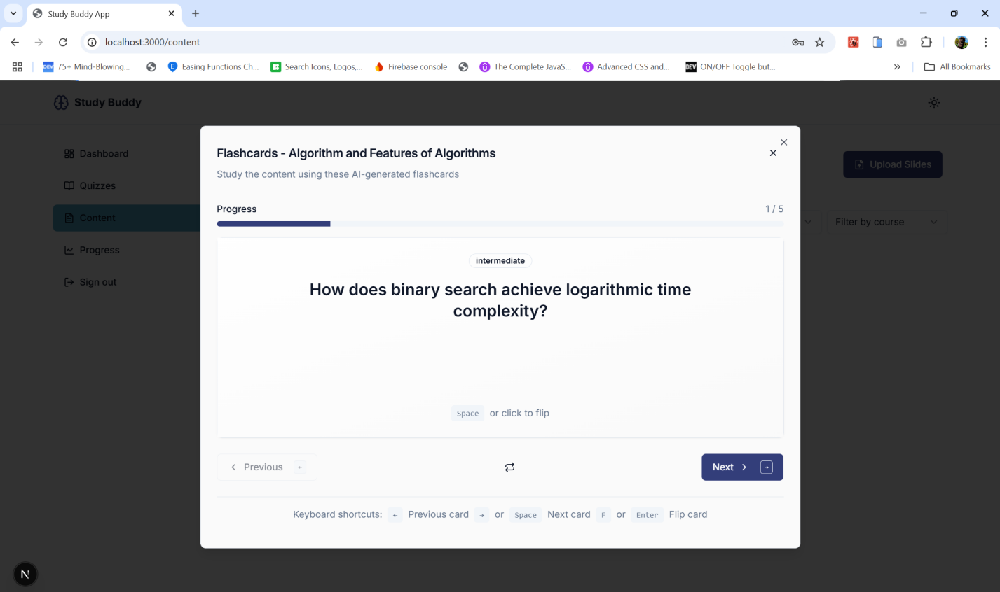 Study Buddy App
localhost:3000/content
DEV 75+ Mind-Blowing... Easing Functions Ch... Search Icons, Logos,... Firebase console The Complete JavaS... Advanced CSS and... DEV ON/OFF Toggle but... All Bookmarks
Study Buddy
Dashboard
Quizzes
Content
Progress
Sign out
Upload Slides
Filter by course
Flashcards - Algorithm and Features of Algorithms
Study the content using these AI-generated flashcards
Progress 1 / 5
intermediate
How does binary search achieve logarithmic time
complexity?
Space or click to flip
Previous ← Next →
Keyboard shortcuts: ← Previous card → or Space Next card F or Enter Flip card
N